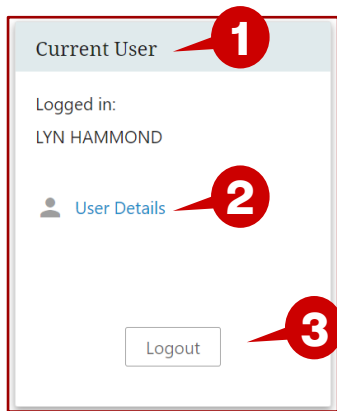 Current User
1
Logged in:
LYN HAMMOND
User Details
2
Logout
3